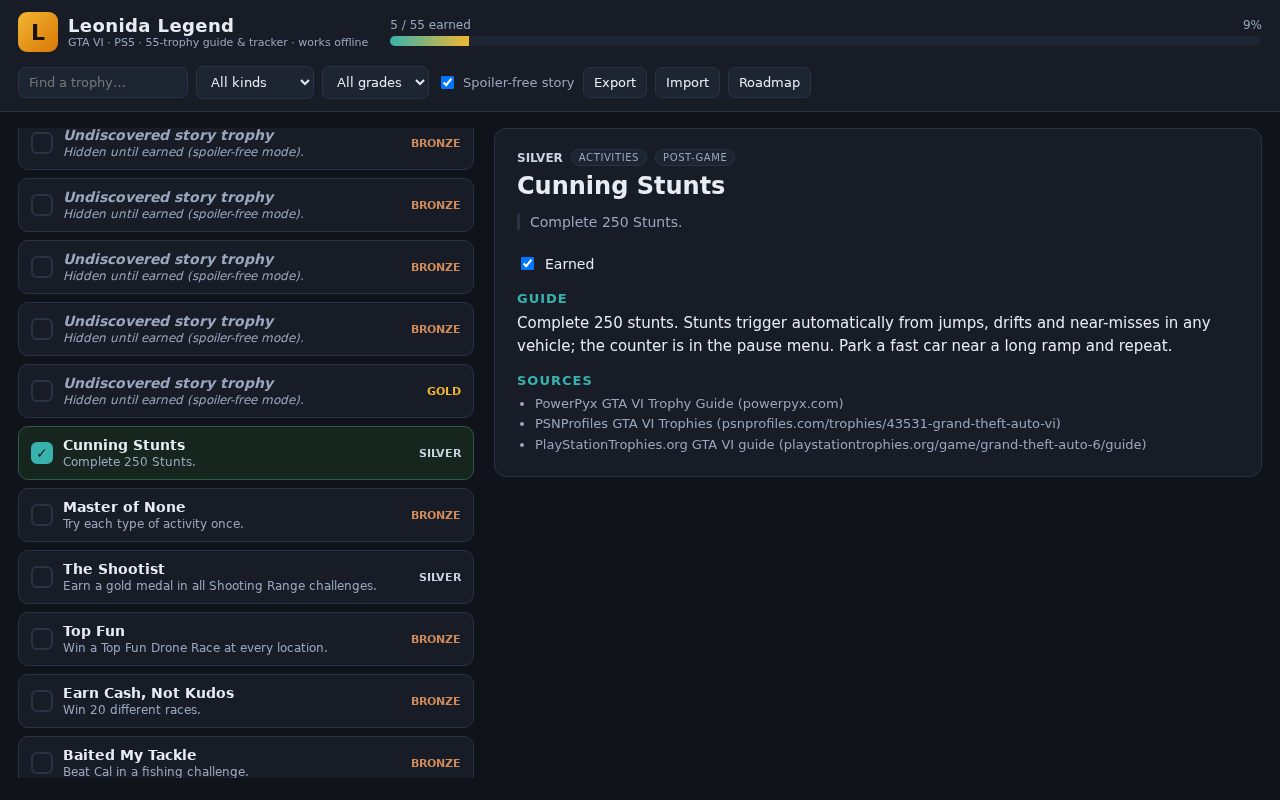 L
Leonida Legend
GTA VI · PS5 · 55-trophy guide & tracker · works offline
5 / 55 earned
9%
Find a trophy…
All kinds
All grades
Spoiler-free story
Export
Import
Roadmap
Undiscovered story trophy
Hidden until earned (spoiler-free mode).
BRONZE
Undiscovered story trophy
Hidden until earned (spoiler-free mode).
BRONZE
Undiscovered story trophy
Hidden until earned (spoiler-free mode).
BRONZE
Undiscovered story trophy
Hidden until earned (spoiler-free mode).
BRONZE
Undiscovered story trophy
Hidden until earned (spoiler-free mode).
GOLD
Cunning Stunts
Complete 250 Stunts.
SILVER
Master of None
Try each type of activity once.
BRONZE
The Shootist
Earn a gold medal in all Shooting Range challenges.
SILVER
Top Fun
Win a Top Fun Drone Race at every location.
BRONZE
Earn Cash, Not Kudos
Win 20 different races.
BRONZE
Baited My Tackle
Beat Cal in a fishing challenge.
BRONZE
SILVER ACTIVITIES POST-GAME
Cunning Stunts
Complete 250 Stunts.
Earned
GUIDE
Complete 250 stunts. Stunts trigger automatically from jumps, drifts and near-misses in any
vehicle; the counter is in the pause menu. Park a fast car near a long ramp and repeat.
SOURCES
• PowerPyx GTA VI Trophy Guide (powerpyx.com)
• PSNProfiles GTA VI Trophies (psnprofiles.com/trophies/43531-grand-theft-auto-vi)
• PlayStationTrophies.org GTA VI guide (playstationtrophies.org/game/grand-theft-auto-6/guide)